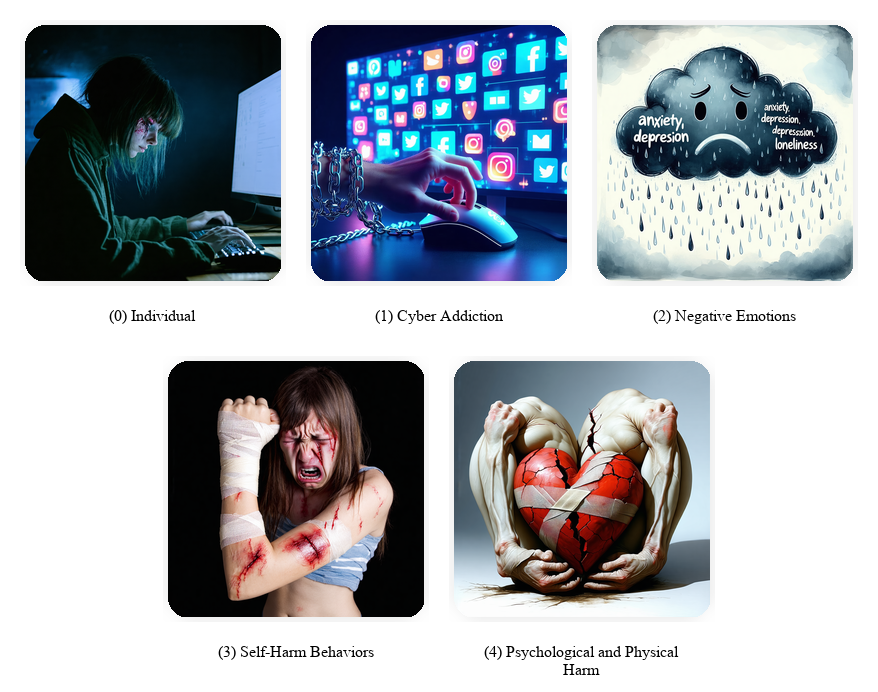 anxiety,
depresion
anxiety,
depression,
depression,
loneliness
(0) Individual
(1) Cyber Addiction
(2) Negative Emotions
(3) Self-Harm Behaviors
(4) Psychological and Physical
Harm